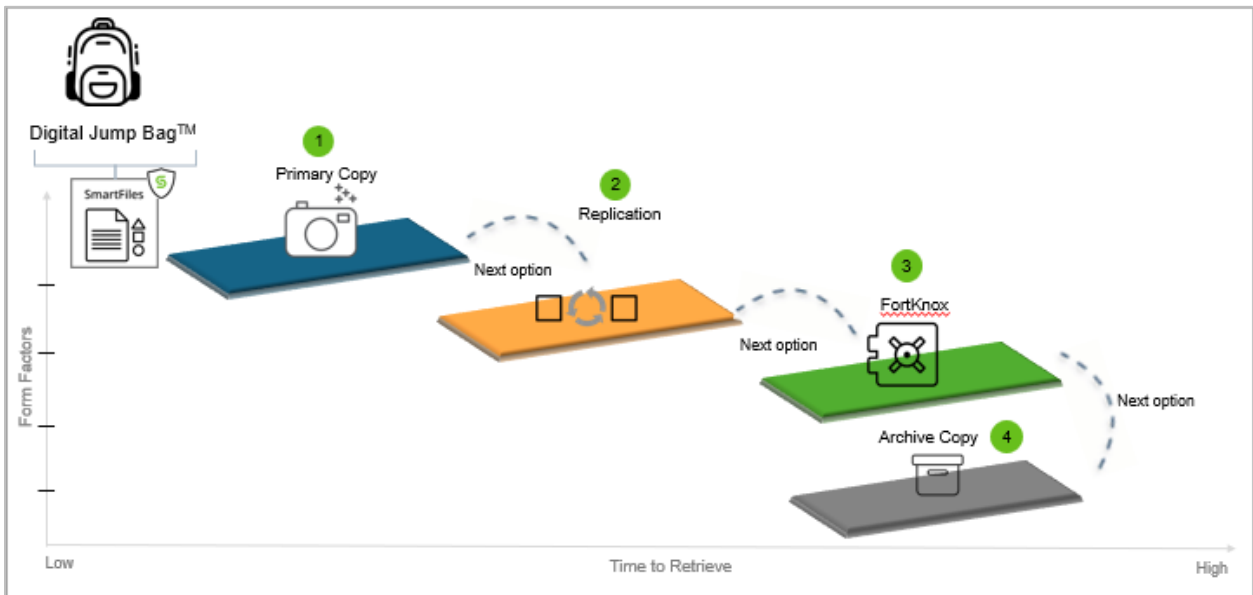 Digital Jump Bag™
SmartFiles
1
Primary Copy
2
Replication
Next option
3
FortKnox
Next option
Next option
Archive Copy
4
Form Factors
Low
Time to Retrieve
High